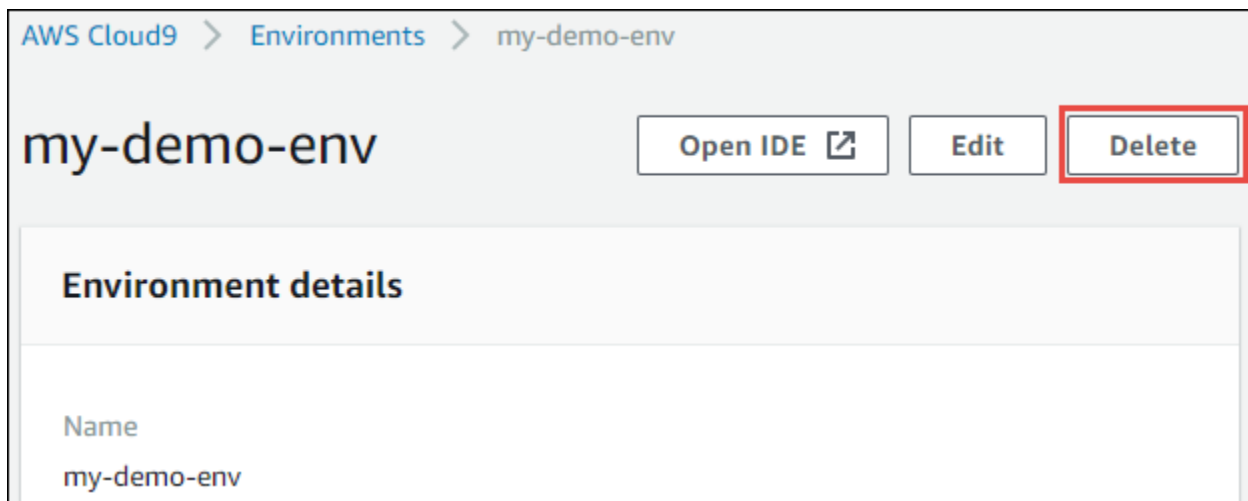 AWS Cloud9 > Environments > my-demo-env
my-demo-env
Open IDE
Edit
Delete
Environment details
Name
my-demo-env